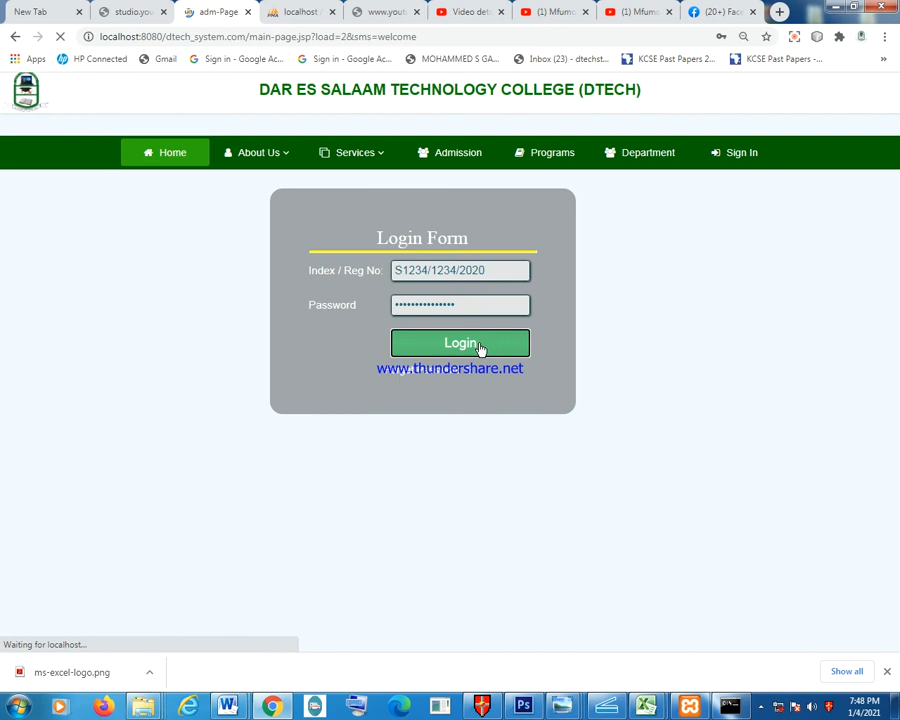 New Tab
studio.you
adm-Page
localhost /
www.yout
Video det
(1) Mfumo
(1) Mfum
(20+) Fac
localhost:8080/dtech_system.com/main-page.jsp?load=2&sms=welcome
Apps
HP Connected
Gmail
Sign in - Google Ac...
Sign in - Google Ac...
MOHAMMED S GA...
Inbox (23) - dtechst...
KCSE Past Papers 2...
KCSE Past Papers -...
»
DAR ES SALAAM TECHNOLOGY COLLEGE (DTECH)
Home
About Us
Services
Admission
Programs
Department
Sign In
Login Form
Index / Reg No:
S1234/1234/2020
Password
•••••••••••••••
Login
www.thundershare.net
Waiting for localhost...
ms-excel-logo.png
Show all
7:48 PM
1/4/2021